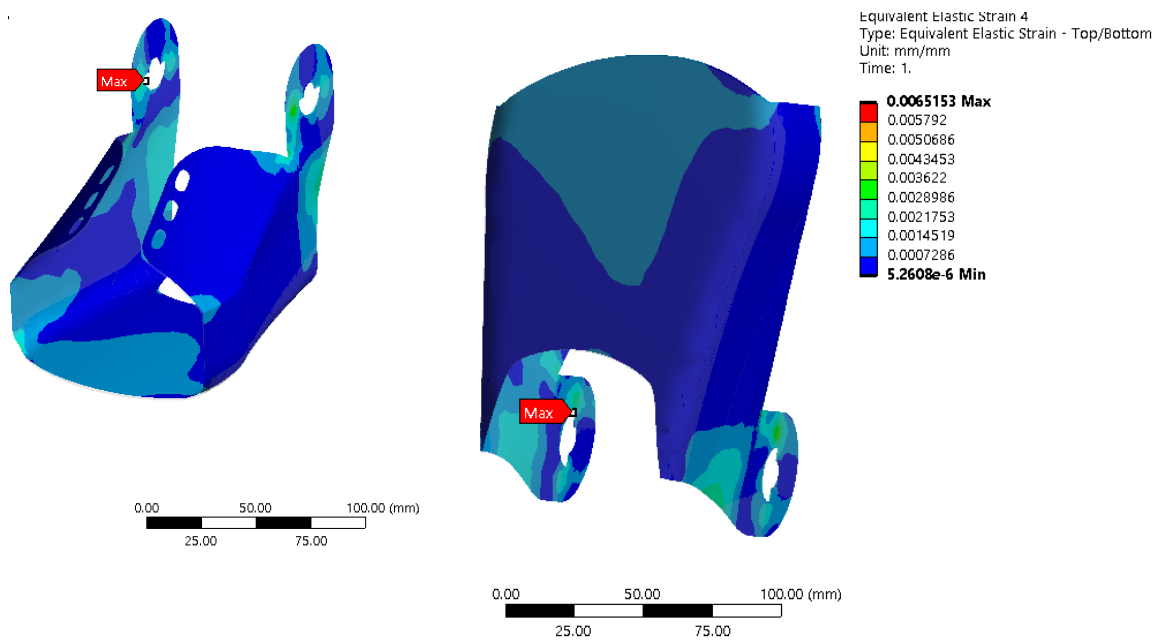 Equivalent Elastic Strain 4
Type: Equivalent Elastic Strain - Top/Bottom
Unit: mm/mm
Time: 1.
0.0065153 Max
0.005792
0.0050686
0.0043453
0.003622
0.0028986
0.0021753
0.0014519
0.0007286
5.2608e-6 Min
Max
Max
0.00 50.00 100.00 (mm)
25.00 75.00
0.00 50.00 100.00 (mm)
25.00 75.00